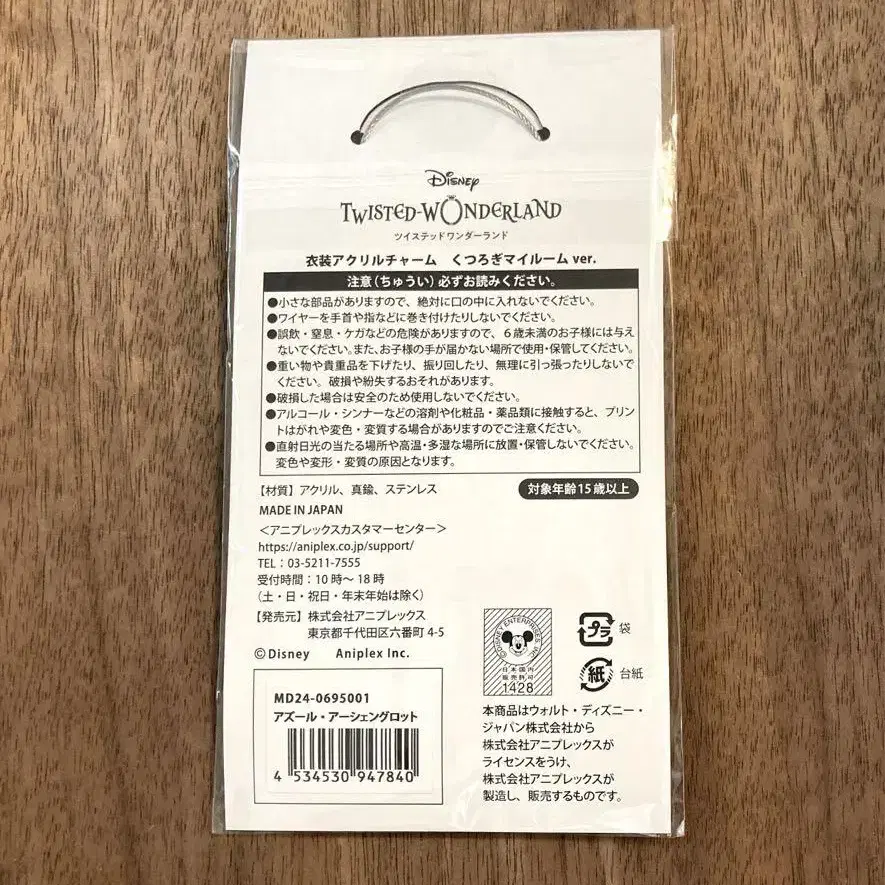 Disney
TWISTED-WONDERLAND
ツイステッドワンダーランド
衣装アクリルチャーム くつろぎマイルーム ver.
注意（ちゅうい）必ずお読みください。
●小さな部品がありますので、絶対に口の中に入れないでください。
●ワイヤーを手首や指などに巻き付けたりしないでください。
●誤飲・窒息・ケガなどの危険がありますので、６歳未満のお子様には与え
ないでください。また、お子様の手が届かない場所で使用・保管してください。
●重い物や貴重品を下げたり、振り回したり、無理に引っ張ったりしないで
ください。破損や紛失するおそれがあります。
●破損した場合は安全のため使用しないでください。
●アルコール・シンナーなどの溶剤や化粧品・薬品類に接触すると、プリン
トはがれや変色・変質する場合がありますのでご注意ください。
●直射日光の当たる場所や高温・多湿な場所に放置・保管しないでください。
変色や変形・変質の原因となります。
【材質】アクリル、真鍮、ステンレス
対象年齢15歳以上
MADE IN JAPAN
＜アニプレックスカスタマーセンター＞
https://aniplex.co.jp/support/
TEL：03-5211-7555
受付時間：10時～18時
（土・日・祝日・年末年始は除く）
【発売元】株式会社アニプレックス
東京都千代田区六番町 4-5
©Disney Aniplex Inc.
MD24-0695001
アズール・アーシェングロット
4 534530 947840
©DISNEY ENTERPRISES INC.
日本国内
販売許可
1428
プラ 袋
紙 台紙
本商品はウォルト・ディズニー・
ジャパン株式会社から
株式会社アニプレックスが
ライセンスをうけ、
株式会社アニプレックスが
製造し、販売するものです。